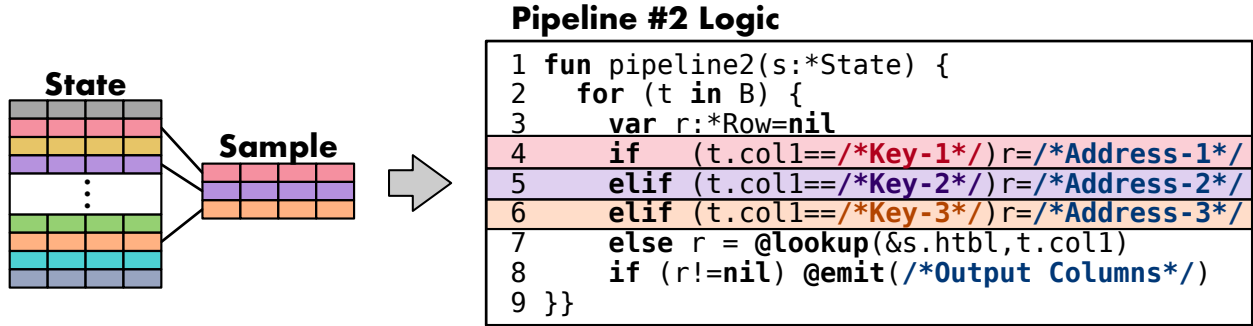 Pipeline #2 Logic
State
Sample
⋮
1 fun pipeline2(s:*State) {
2   for (t in B) {
3     var r:*Row=nil
4     if   (t.col1==/*Key-1*/)r=/*Address-1*/
5     elif (t.col1==/*Key-2*/)r=/*Address-2*/
6     elif (t.col1==/*Key-3*/)r=/*Address-3*/
7     else r = @lookup(&s.htbl,t.col1)
8     if (r!=nil) @emit(/*Output Columns*/)
9 }}